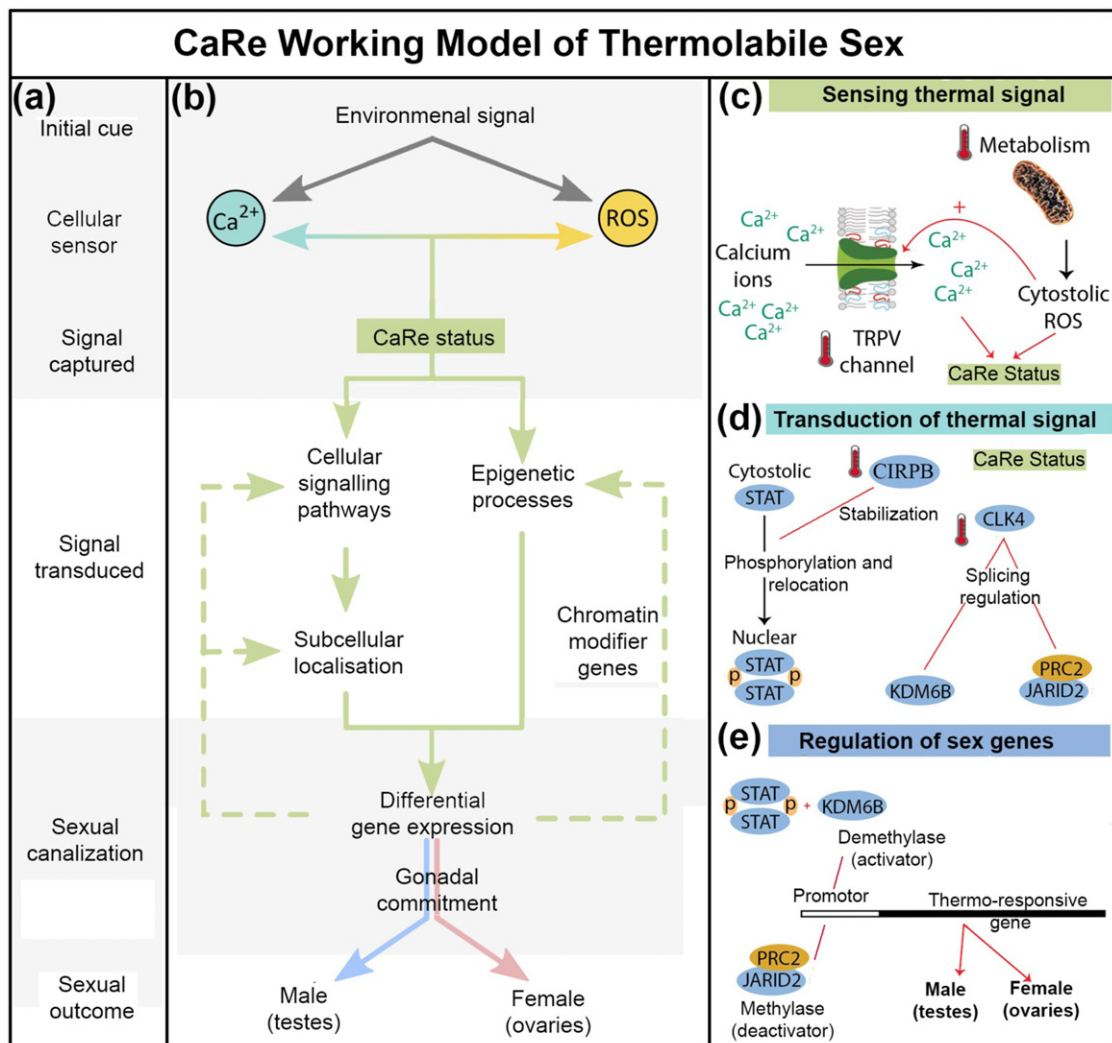 CaRe Working Model of Thermolabile Sex
(a)
Initial cue
Cellular
sensor
Signal
captured
Signal
transduced
Sexual
canalization
Sexual
outcome
(b)
Environmenal signal
Ca2+
ROS
CaRe status
Cellular
signalling
pathways
Epigenetic
processes
Subcellular
localisation
Chromatin
modifier
genes
Differential
gene expression
Gonadal
commitment
Male
(testes)
Female
(ovaries)
(c)
Sensing thermal signal
Metabolism
+
Ca2+
Ca2+
Ca2+
Calcium
ions
Ca2+
Ca2+
Ca2+ Ca2+
Ca2+
Cytostolic
ROS
TRPV
channel
CaRe Status
(d)
Transduction of thermal signal
CaRe Status
Cytostolic
STAT
CIRPB
Stabilization
CLK4
Phosphorylation and
relocation
Splicing
regulation
Nuclear
STAT
p p
STAT
KDM6B
PRC2
JARID2
(e)
Regulation of sex genes
STAT
p p + KDM6B
STAT
Demethylase
(activator)
Promotor
Thermo-responsive
gene
PRC2
JARID2
Methylase
(deactivator)
Male
(testes)
Female
(ovaries)